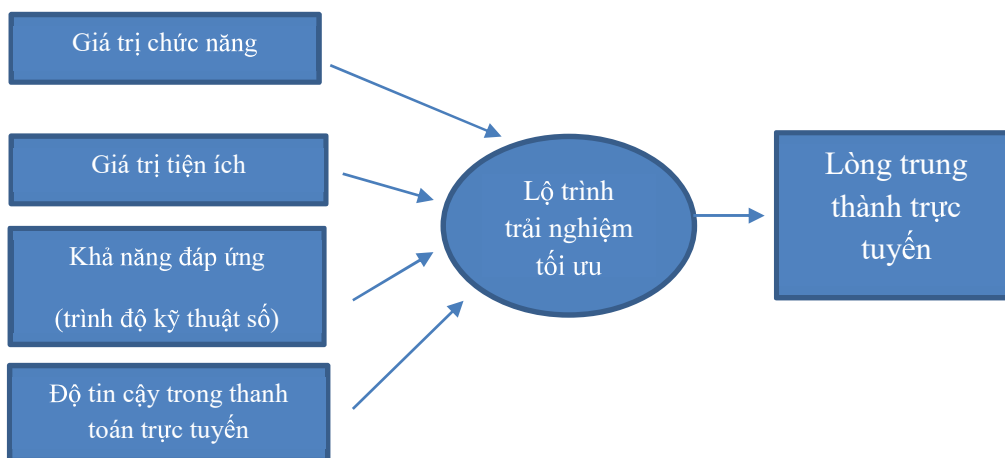 Giá trị chức năng
Giá trị tiện ích
Khả năng đáp ứng
(trình độ kỹ thuật số)
Độ tin cậy trong thanh
toán trực tuyến
Lộ trình
trải nghiệm
tối ưu
Lòng trung
thành trực
tuyến